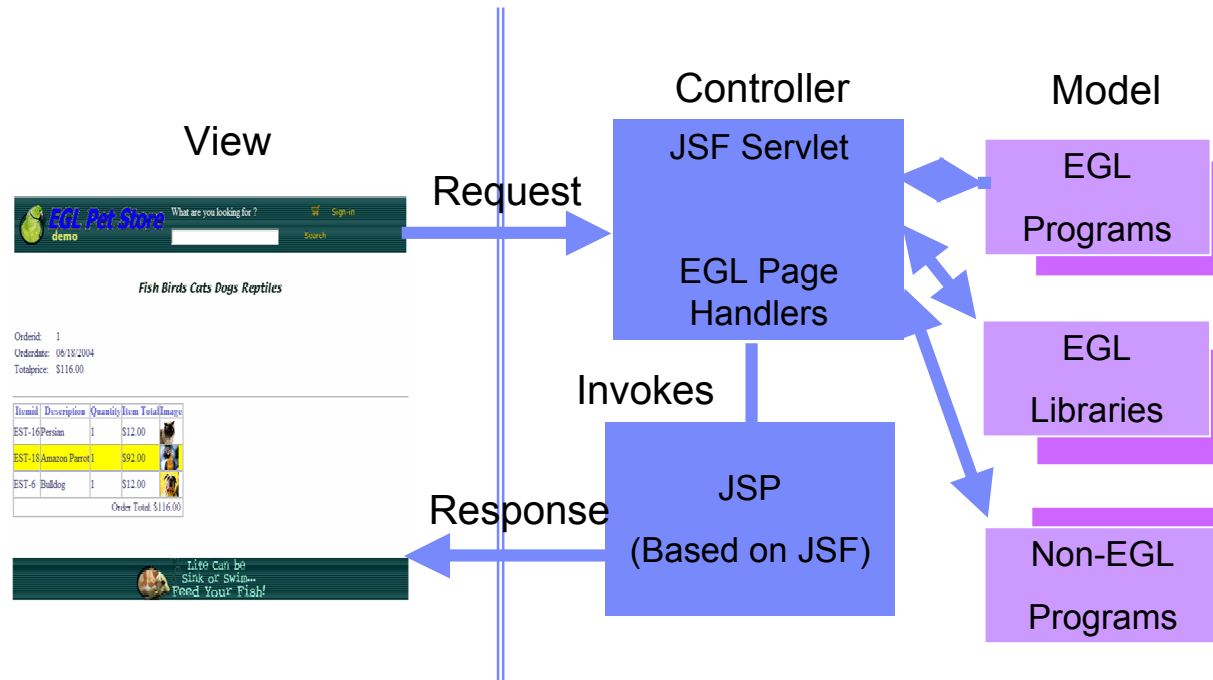 View
Controller
Model
Request
Invokes
Response
JSF Servlet
EGL Page
Handlers
JSP
(Based on JSF)
EGL
Programs
EGL
Libraries
Non-EGL
Programs
EGL Pet Store
demo
What are you looking for ?
Sign-in
Search
Fish Birds Cats Dogs Reptiles
Orderid: 1
Orderdate: 06/18/2004
Totalprice: $116.00
Itemid Description Quantity Item Total Image
EST-16 Persian 1 $12.00
EST-18 Amazon Parrot 1 $92.00
EST-6 Bulldog 1 $12.00
Order Total: $116.00
Life Can be
Sink or Swim...
Feed Your Fish!